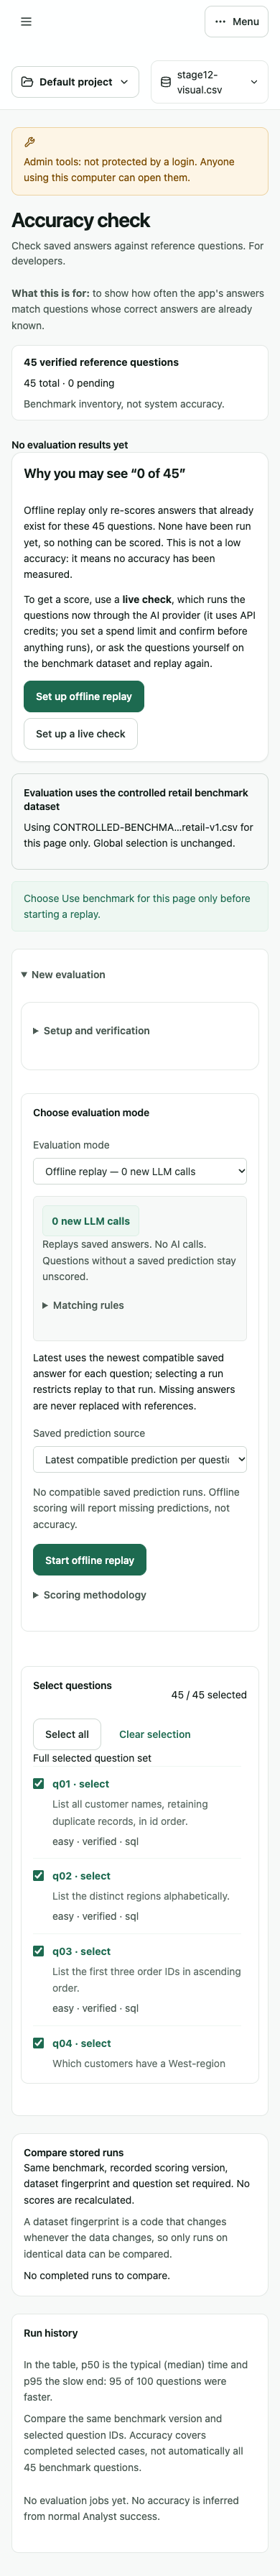 Menu
Default project
stage12-
visual.csv
Admin tools: not protected by a login. Anyone
using this computer can open them.
Accuracy check
Check saved answers against reference questions. For
developers.
What this is for: to show how often the app's answers
match questions whose correct answers are already
known.
45 verified reference questions
45 total · 0 pending
Benchmark inventory, not system accuracy.
No evaluation results yet
Why you may see “0 of 45”
Offline replay only re-scores answers that already
exist for these 45 questions. None have been run
yet, so nothing can be scored. This is not a low
accuracy: it means no accuracy has been
measured.
To get a score, use a live check, which runs the
questions now through the AI provider (it uses API
credits; you set a spend limit and confirm before
anything runs), or ask the questions yourself on
the benchmark dataset and replay again.
Set up offline replay
Set up a live check
Evaluation uses the controlled retail benchmark
dataset
Using CONTROLLED-BENCHMA...retail-v1.csv for
this page only. Global selection is unchanged.
Choose Use benchmark for this page only before
starting a replay.
New evaluation
Setup and verification
Choose evaluation mode
Evaluation mode
Offline replay — 0 new LLM calls
0 new LLM calls
Replays saved answers. No AI calls.
Questions without a saved prediction stay
unscored.
Matching rules
Latest uses the newest compatible saved
answer for each question; selecting a run
restricts replay to that run. Missing answers
are never replaced with references.
Saved prediction source
Latest compatible prediction per questi
No compatible saved prediction runs. Offline
scoring will report missing predictions, not
accuracy.
Start offline replay
Scoring methodology
Select questions
45 / 45 selected
Select all
Clear selection
Full selected question set
q01 · select
List all customer names, retaining
duplicate records, in id order.
easy · verified · sql
q02 · select
List the distinct regions alphabetically.
easy · verified · sql
q03 · select
List the first three order IDs in ascending
order.
easy · verified · sql
q04 · select
Which customers have a West-region
Compare stored runs
Same benchmark, recorded scoring version,
dataset fingerprint and question set required. No
scores are recalculated.
A dataset fingerprint is a code that changes
whenever the data changes, so only runs on
identical data can be compared.
No completed runs to compare.
Run history
In the table, p50 is the typical (median) time and
p95 the slow end: 95 of 100 questions were
faster.
Compare the same benchmark version and
selected question IDs. Accuracy covers
completed selected cases, not automatically all
45 benchmark questions.
No evaluation jobs yet. No accuracy is inferred
from normal Analyst success.